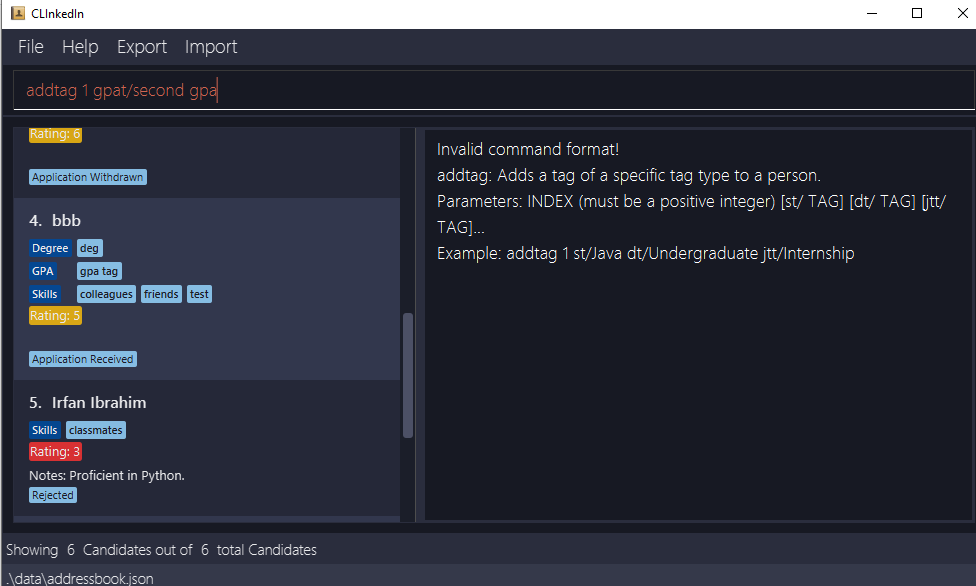 CLInkedIn
File Help Export Import
addtag 1 gpat/second gpa
Rating: 6
Application Withdrawn
4. bbb
Degree deg
GPA gpa tag
Skills colleagues friends test
Rating: 5
Application Received
5. Irfan Ibrahim
Skills classmates
Rating: 3
Notes: Proficient in Python.
Rejected
Invalid command format!
addtag: Adds a tag of a specific tag type to a person.
Parameters: INDEX (must be a positive integer) [st/ TAG] [dt/ TAG] [jtt/
TAG]...
Example: addtag 1 st/Java dt/Undergraduate jtt/Internship
Showing 6 Candidates out of 6 total Candidates
.\data\addressbook.json